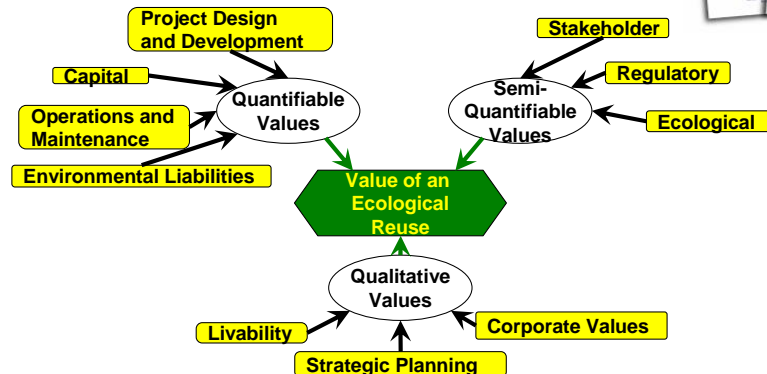 Project Design
and Development
Capital
Operations and
Maintenance
Environmental Liabilities
Quantifiable
Values
Stakeholder
Regulatory
Ecological
Semi-
Quantifiable
Values
Value of an
Ecological
Reuse
Qualitative
Values
Livability
Strategic Planning
Corporate Values